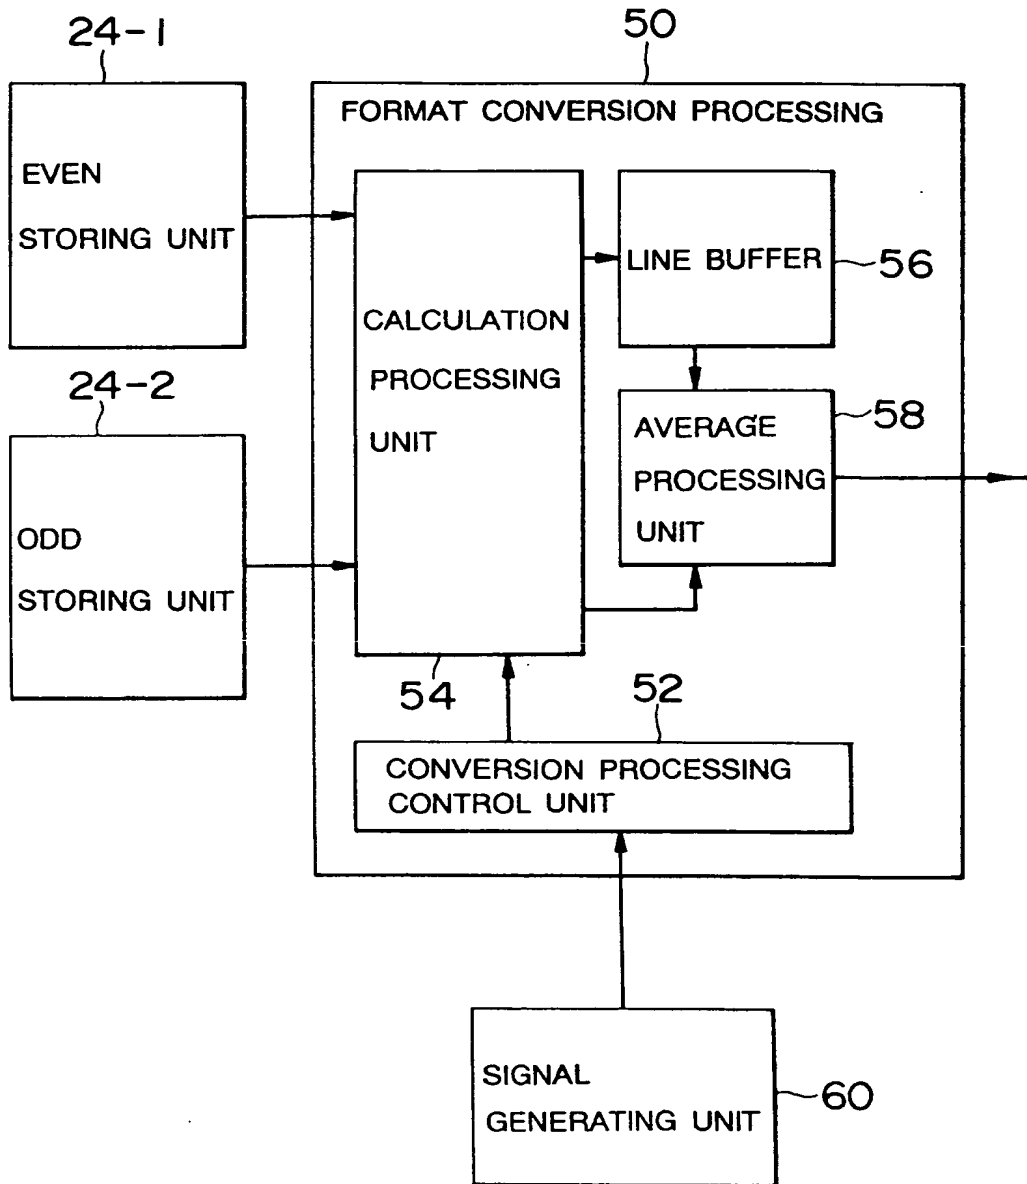 24-1
50
EVEN
STORING UNIT
FORMAT CONVERSION PROCESSING
LINE BUFFER
56
CALCULATION
PROCESSING
UNIT
24-2
AVERAGE
PROCESSING
UNIT
58
ODD
STORING UNIT
54
52
CONVERSION PROCESSING
CONTROL UNIT
SIGNAL
GENERATING UNIT
60